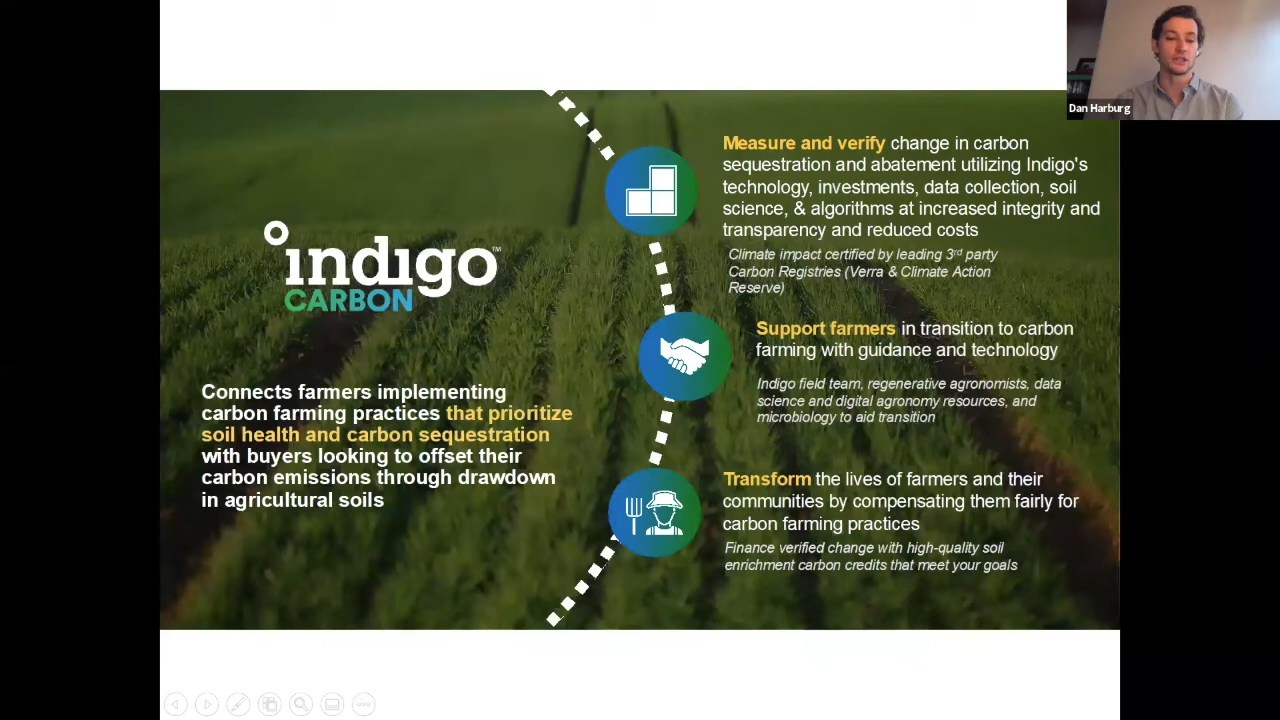 Dan Harburg
indigo™
CARBON
Connects farmers implementing
carbon farming practices that prioritize
soil health and carbon sequestration
with buyers looking to offset their
carbon emissions through drawdown
in agricultural soils
Measure and verify change in carbon
sequestration and abatement utilizing Indigo's
technology, investments, data collection, soil
science, & algorithms at increased integrity and
transparency and reduced costs
Climate impact certified by leading 3rd party
Carbon Registries (Verra & Climate Action
Reserve)
Support farmers in transition to carbon
farming with guidance and technology
Indigo field team, regenerative agronomists, data
science and digital agronomy resources, and
microbiology to aid transition
Transform the lives of farmers and their
communities by compensating them fairly for
carbon farming practices
Finance verified change with high-quality soil
enrichment carbon credits that meet your goals